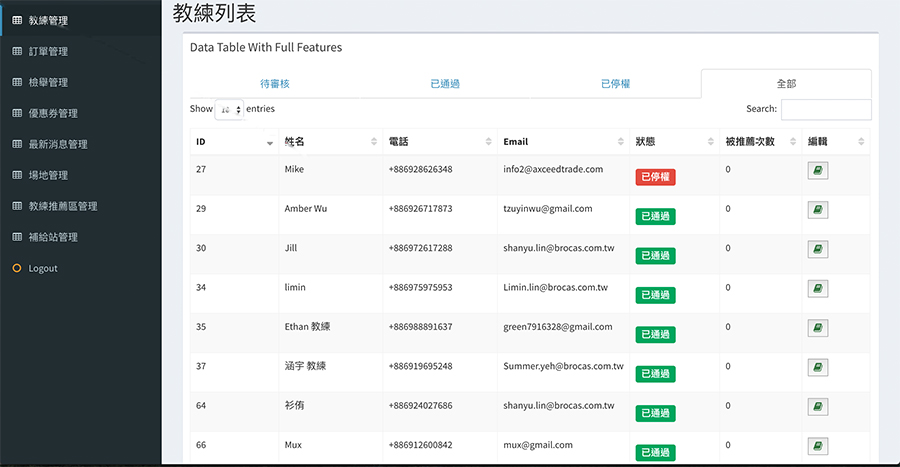 教練管理
訂單管理
檢舉管理
優惠券管理
最新消息管理
場地管理
教練推薦區管理
補給站管理
Logout
教練列表
Data Table With Full Features
待審核 已通過 已停權 全部
Show 10 entries Search:
ID 姓名 電話 Email 狀態 被推薦次數 編輯
27 Mike +886928626348 info2@axceedtrade.com 已停權 0
29 Amber Wu +886926717873 tzuyinwu@gmail.com 已通過 0
30 Jill +886972617288 shanyu.lin@brocas.com.tw 已通過 0
34 limin +886975975953 Limin.lin@brocas.com.tw 已通過 0
35 Ethan 教練 +886988891637 green7916328@gmail.com 已通過 0
37 涵宇 教練 +886919695248 Summer.yeh@brocas.com.tw 已通過 0
64 衫侑 +886924027686 shanyu.lin@brocas.com.tw 已通過 0
66 Mux +886912600842 mux@gmail.com 已通過 0